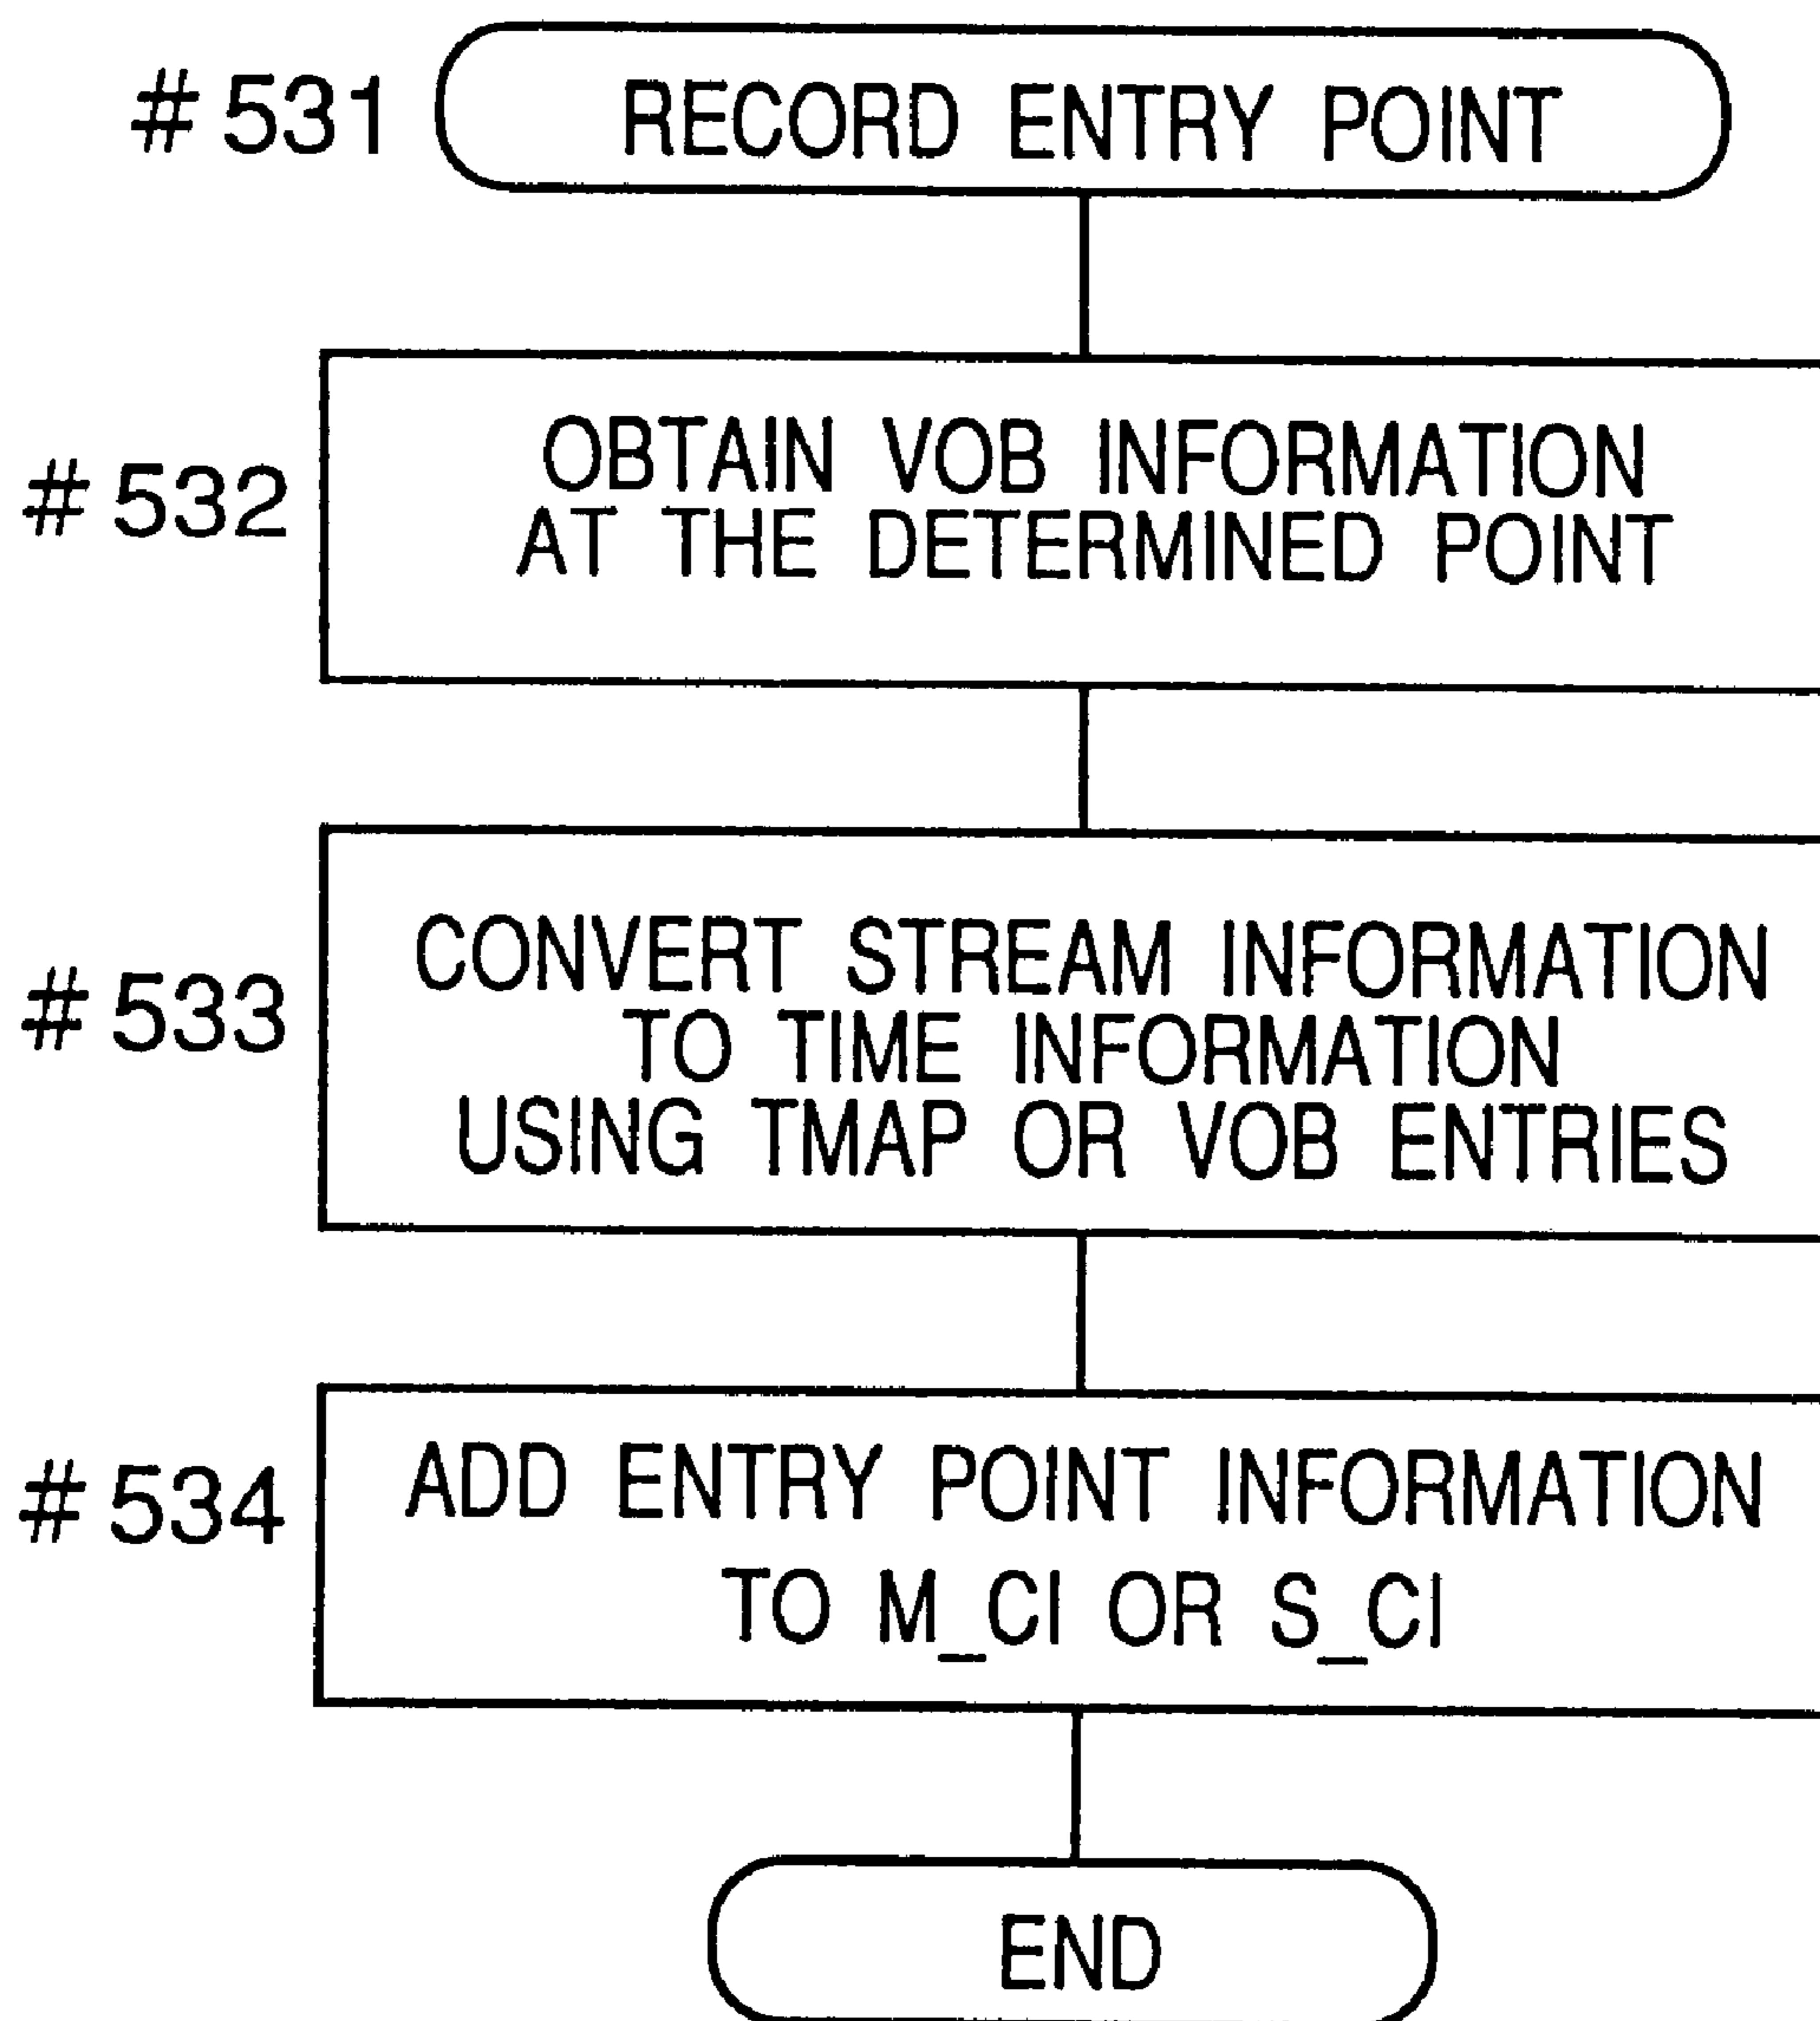 #531 RECORD ENTRY POINT
#532 OBTAIN VOB INFORMATION
AT THE DETERMINED POINT
#533 CONVERT STREAM INFORMATION
TO TIME INFORMATION
USING TMAP OR VOB ENTRIES
#534 ADD ENTRY POINT INFORMATION
TO M_CI OR S_CI
END